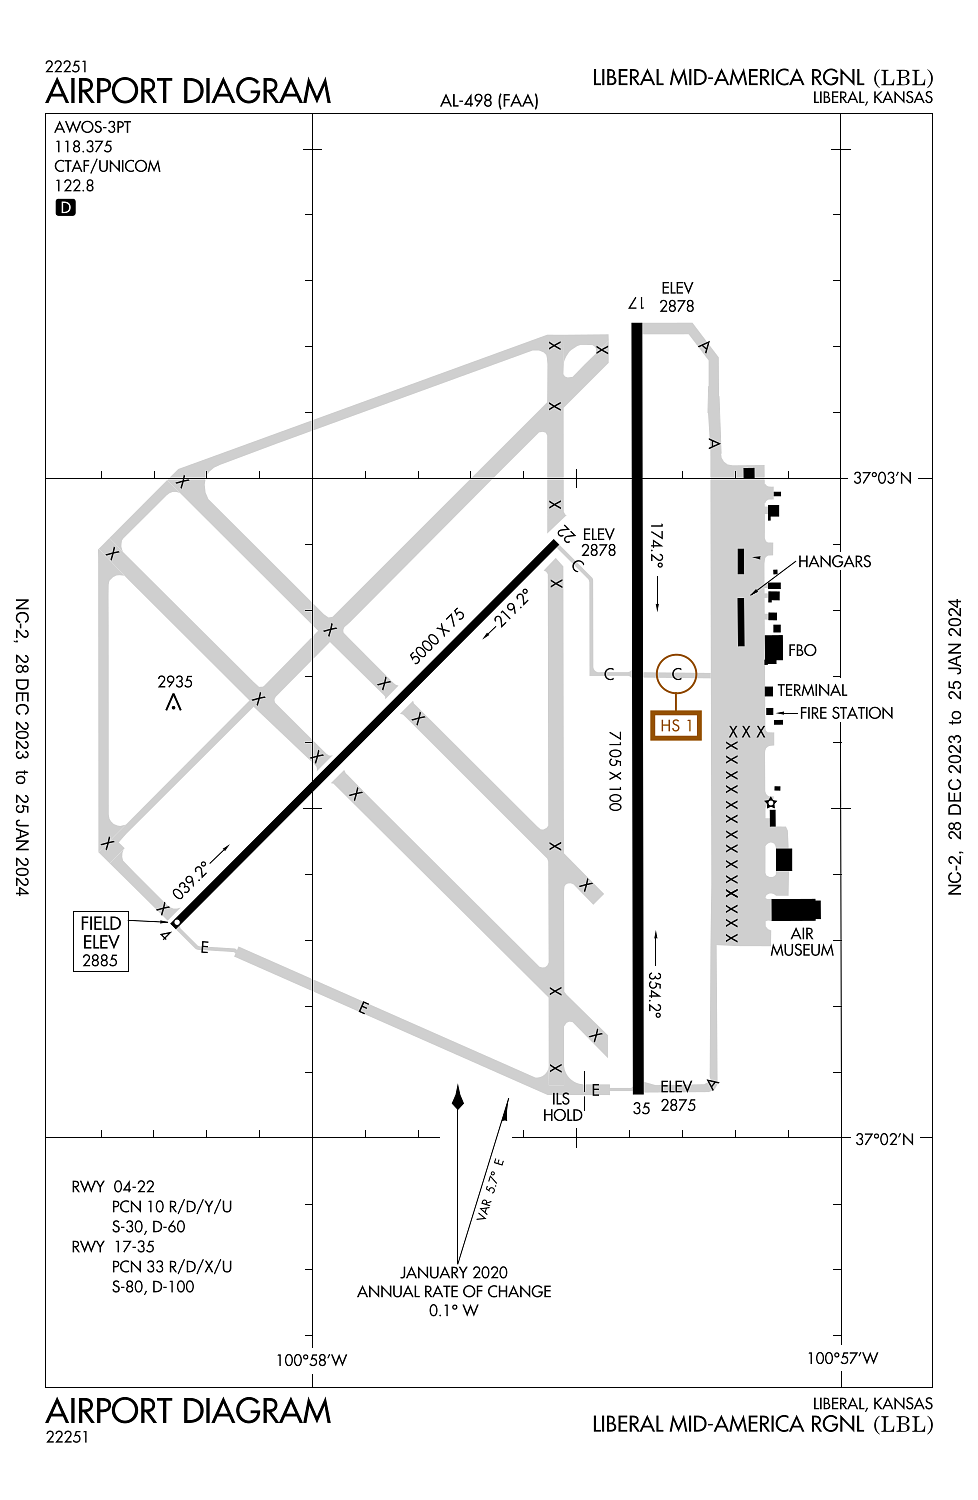 22251
AIRPORT DIAGRAM
AL-498 (FAA)
LIBERAL MID-AMERICA RGNL (LBL)
LIBERAL, KANSAS
AWOS-3PT
118.375
CTAF/UNICOM
122.8
D
17
ELEV
2878
A
X
X
X
A
X
37°03'N
X
22
ELEV
2878
C
174.2°
X
X
HANGARS
219.2°
5000 X 75
X
FBO
2935
C
C
X
X
X
TERMINAL
FIRE STATION
HS 1
X X X
X
X
X
X
X
X
X
X
X
X
X
X
X
X
7105 X 100
X
X
X
X
X
039.2°
X
4
FIELD
ELEV
2885
E
AIR
MUSEUM
354.2°
X
E
X
X
A
E
ILS
HOLD
35
ELEV
2875
37°02'N
VAR 5.7° E
RWY 04-22
PCN 10 R/D/Y/U
S-30, D-60
RWY 17-35
PCN 33 R/D/X/U
S-80, D-100
JANUARY 2020
ANNUAL RATE OF CHANGE
0.1° W
100°58'W
100°57'W
NC-2, 28 DEC 2023 to 25 JAN 2024
NC-2, 28 DEC 2023 to 25 JAN 2024
AIRPORT DIAGRAM
22251
LIBERAL, KANSAS
LIBERAL MID-AMERICA RGNL (LBL)